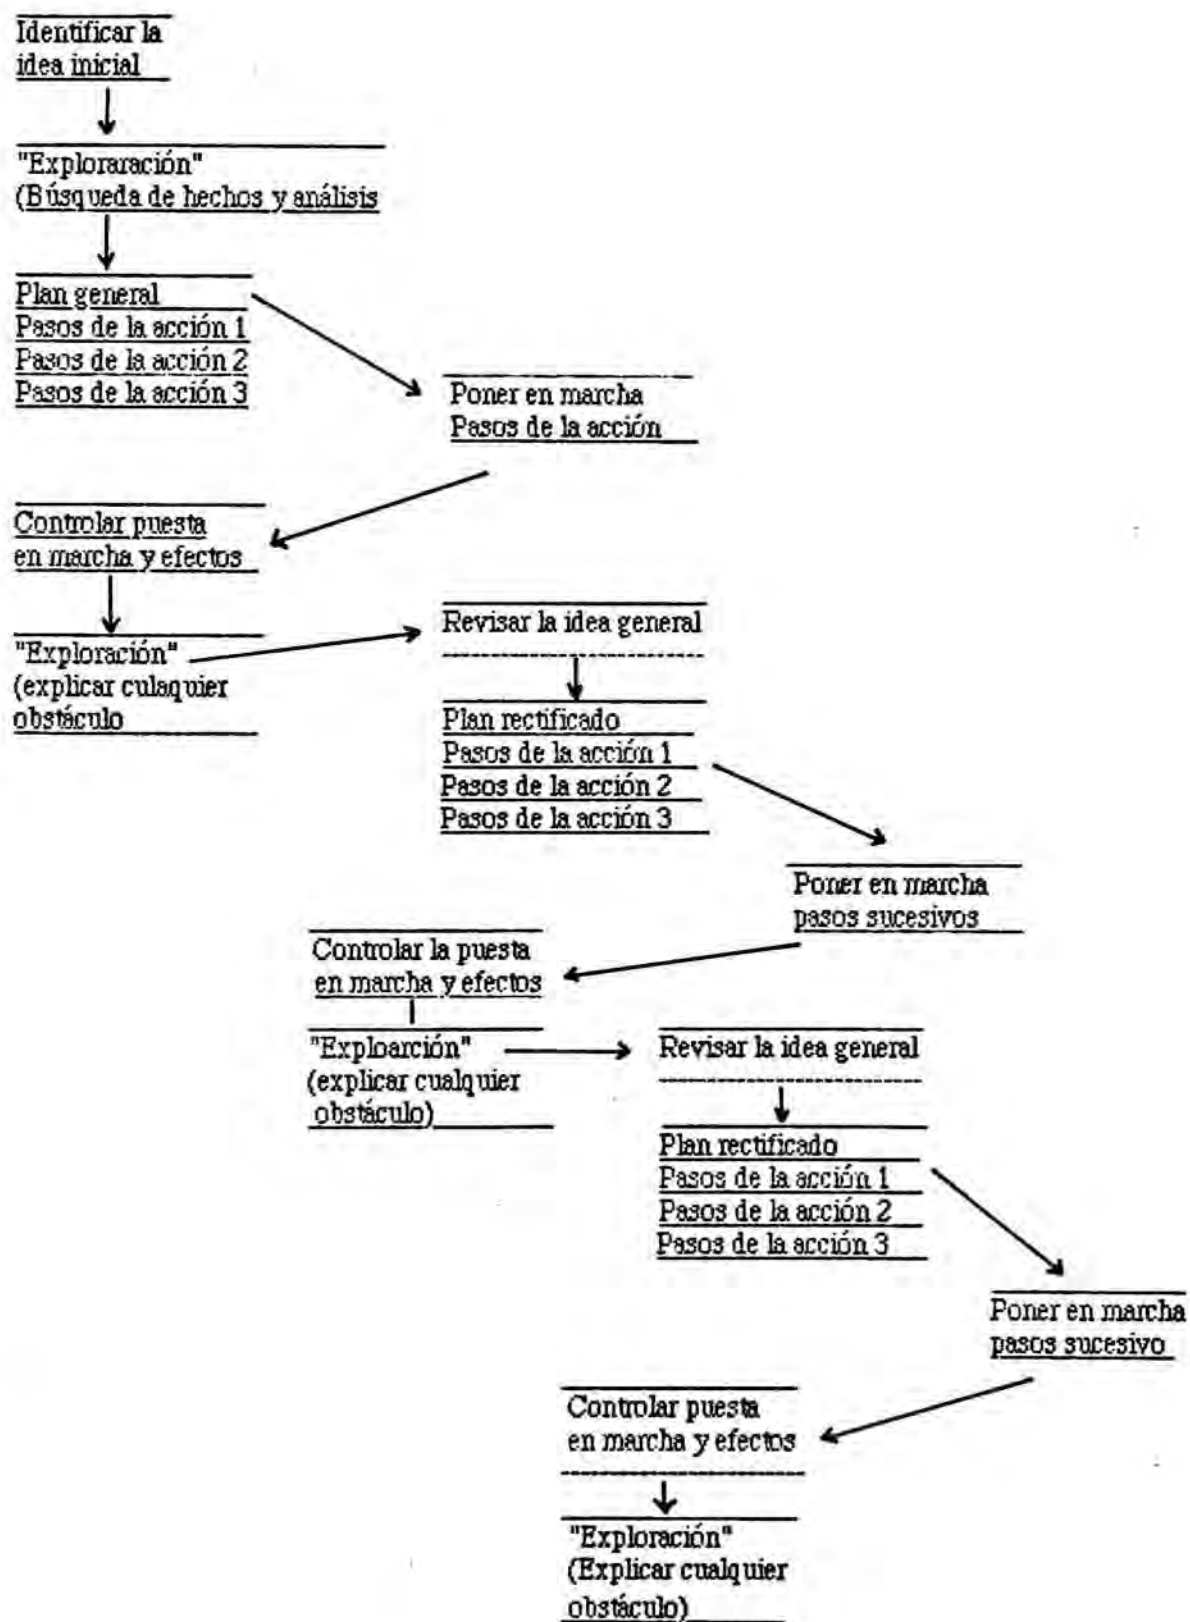 Identificar la
idea inicial
"Exploraración"
(Búsqueda de hechos y análisis
Plan general
Pasos de la acción 1
Pasos de la acción 2
Pasos de la acción 3
Poner en marcha
Pasos de la acción
Controlar puesta
en marcha y efectos
"Exploración"
(explicar culaquier
obstáculo
Revisar la idea general
Plan rectificado
Pasos de la acción 1
Pasos de la acción 2
Pasos de la acción 3
Poner en marcha
pasos sucesivos
Controlar la puesta
en marcha y efectos
"Exploarción"
(explicar cualquier
obstáculo)
Revisar la idea general
Plan rectificado
Pasos de la acción 1
Pasos de la acción 2
Pasos de la acción 3
Poner en marcha
pasos sucesivo
Controlar puesta
en marcha y efectos
"Exploración"
(Explicar cualquier
obstáculo)